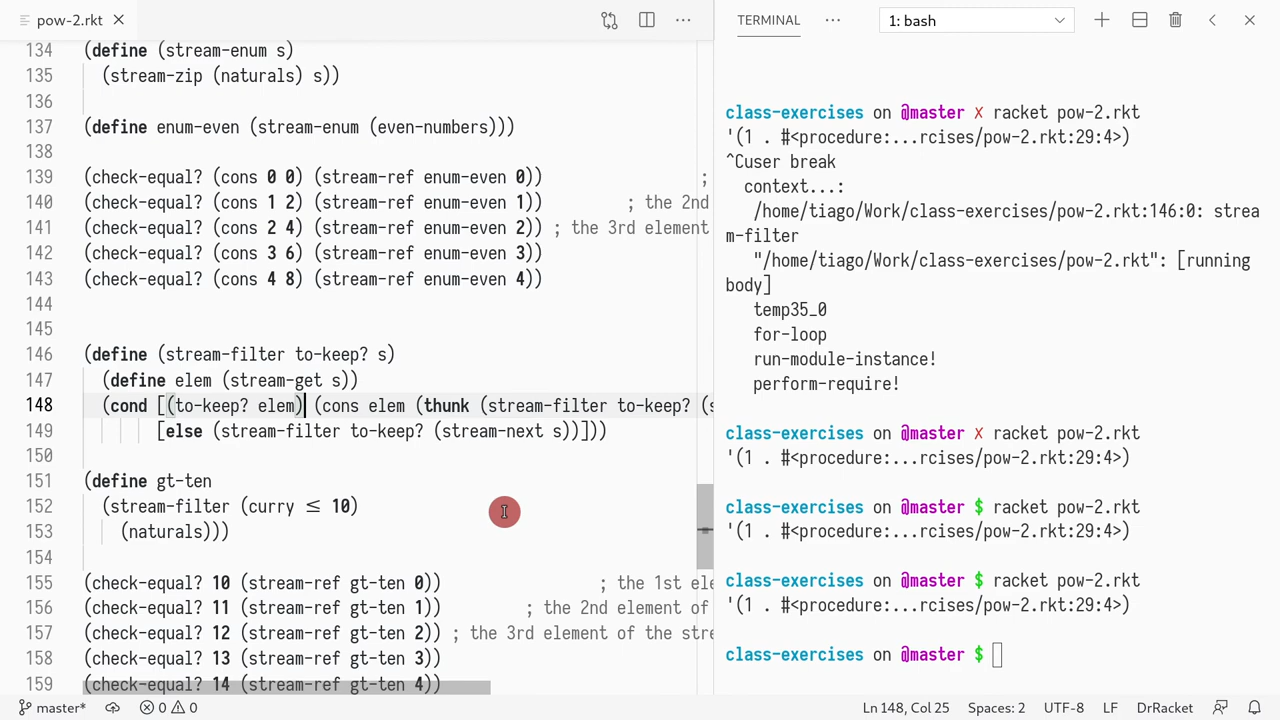 pow-2.rkt
134 (define (stream-enum s)
135 (stream-zip (naturals) s))
136
137 (define enum-even (stream-enum (even-numbers)))
138
139 (check-equal? (cons 0 0) (stream-ref enum-even 0)) ;
140 (check-equal? (cons 1 2) (stream-ref enum-even 1)) ; the 2nd
141 (check-equal? (cons 2 4) (stream-ref enum-even 2)) ; the 3rd element
142 (check-equal? (cons 3 6) (stream-ref enum-even 3))
143 (check-equal? (cons 4 8) (stream-ref enum-even 4))
144
145
146 (define (stream-filter to-keep? s)
147 (define elem (stream-get s))
148 (cond [(to-keep? elem) (cons elem (thunk (stream-filter to-keep? (s
149 [else (stream-filter to-keep? (stream-next s))]))
150
151 (define gt-ten
152 (stream-filter (curry ≤ 10)
153 (naturals)))
154
155 (check-equal? 10 (stream-ref gt-ten 0)) ; the 1st ele
156 (check-equal? 11 (stream-ref gt-ten 1)) ; the 2nd element of
157 (check-equal? 12 (stream-ref gt-ten 2)) ; the 3rd element of the stre
158 (check-equal? 13 (stream-ref gt-ten 3))
159 (check-equal? 14 (stream-ref gt-ten 4))
TERMINAL ··· 1: bash
class-exercises on @master ✗ racket pow-2.rkt
'(1 . #<procedure:...rcises/pow-2.rkt:29:4>)
^Cuser break
context...:
/home/tiago/Work/class-exercises/pow-2.rkt:146:0: strea
m-filter
"/home/tiago/Work/class-exercises/pow-2.rkt": [running
body]
temp35_0
for-loop
run-module-instance!
perform-require!
class-exercises on @master ✗ racket pow-2.rkt
'(1 . #<procedure:...rcises/pow-2.rkt:29:4>)
class-exercises on @master $ racket pow-2.rkt
'(1 . #<procedure:...rcises/pow-2.rkt:29:4>)
class-exercises on @master $ racket pow-2.rkt
'(1 . #<procedure:...rcises/pow-2.rkt:29:4>)
class-exercises on @master $
master* 0 0 Ln 148, Col 25 Spaces: 2 UTF-8 LF DrRacket